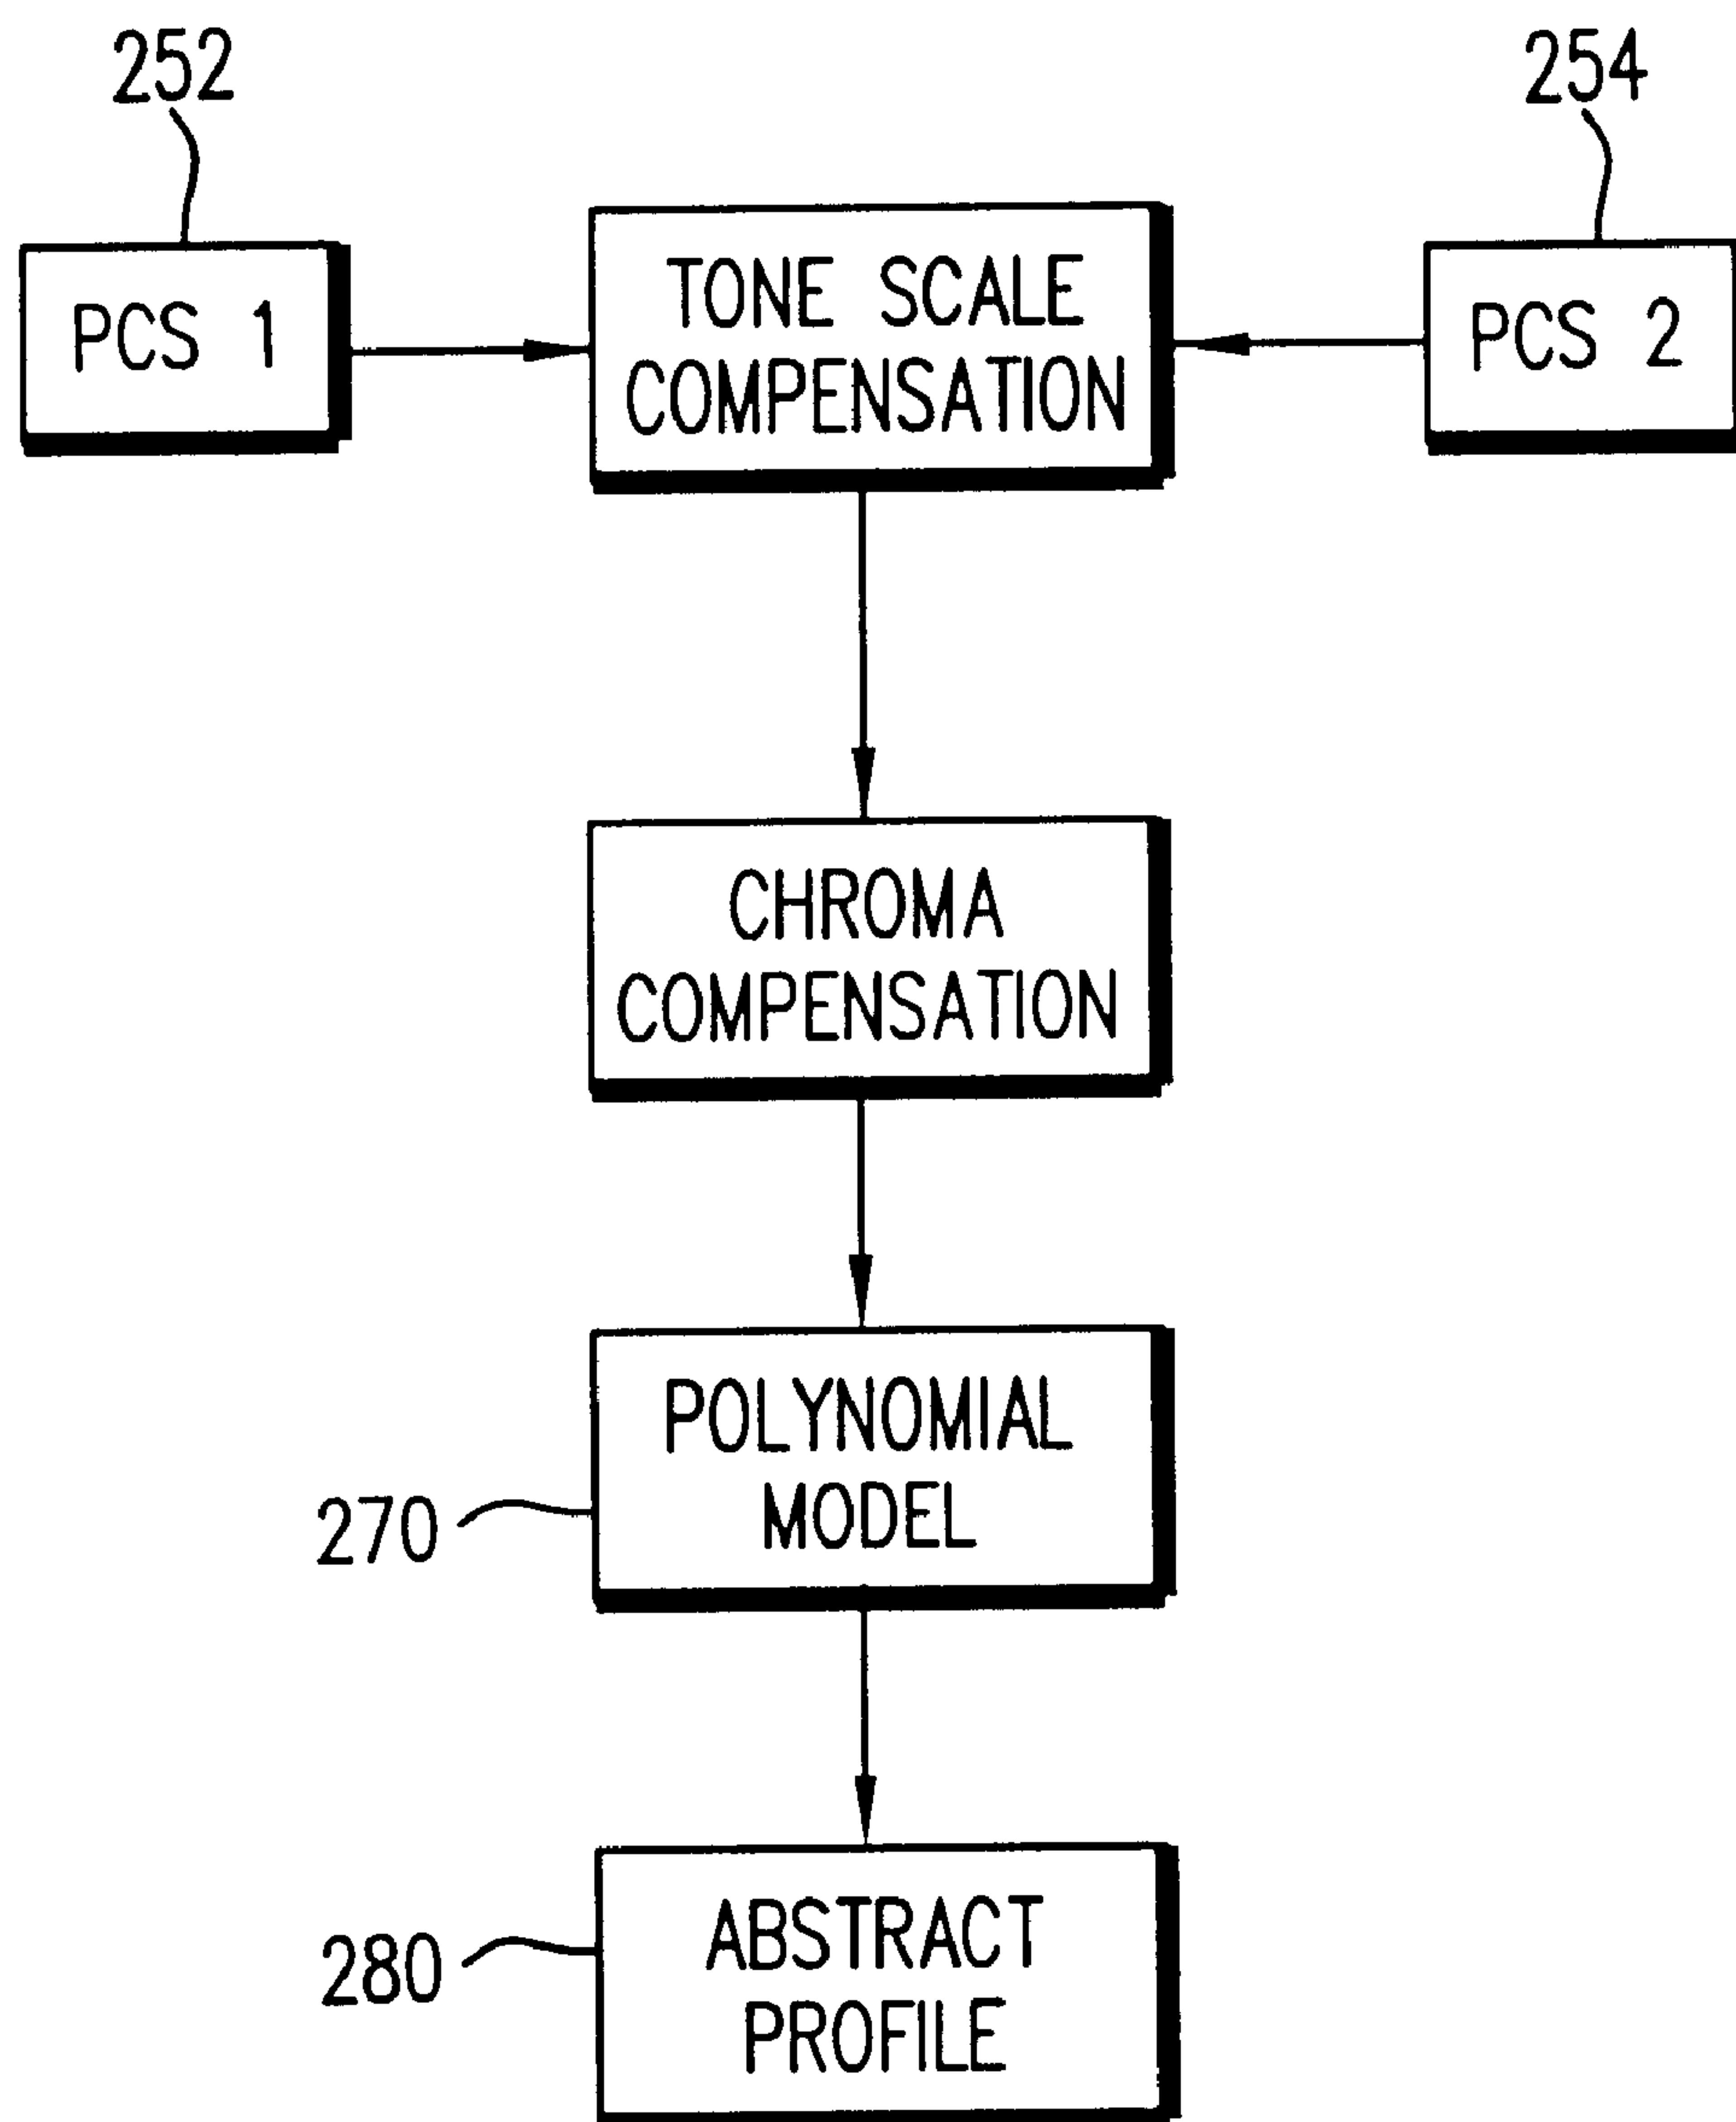 252
254
PCS 1
TONE SCALE
COMPENSATION
PCS 2
CHROMA
COMPENSATION
POLYNOMIAL
MODEL
270
ABSTRACT
PROFILE
280